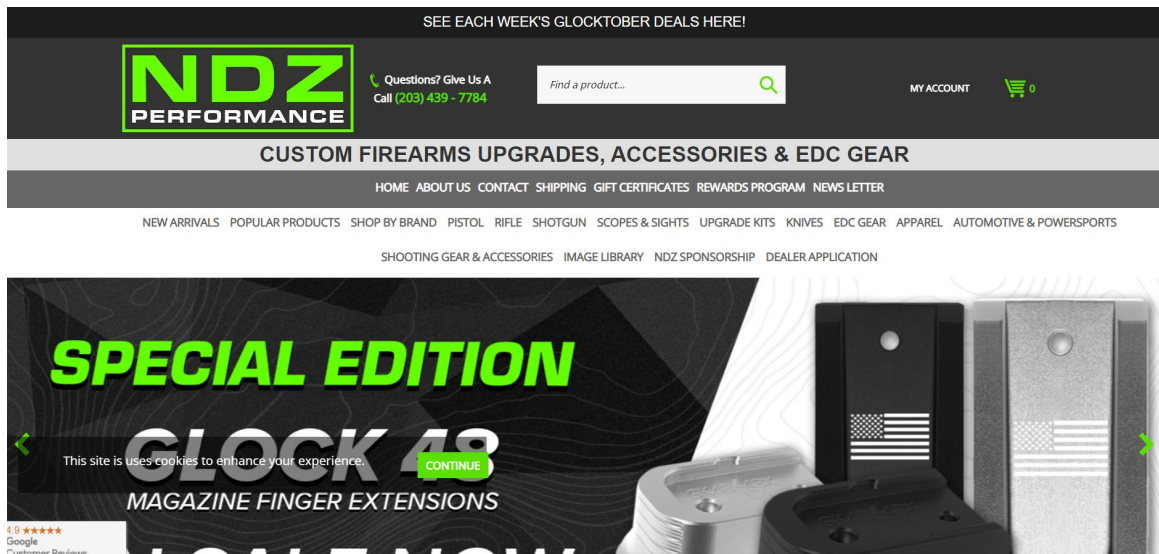 SEE EACH WEEK'S GLOCKTOBER DEALS HERE!
NDZ
PERFORMANCE
Questions? Give Us A
Call (203) 439 - 7784
Find a product...
MY ACCOUNT
0
CUSTOM FIREARMS UPGRADES, ACCESSORIES & EDC GEAR
HOME ABOUT US CONTACT SHIPPING GIFT CERTIFICATES REWARDS PROGRAM NEWS LETTER
NEW ARRIVALS POPULAR PRODUCTS SHOP BY BRAND PISTOL RIFLE SHOTGUN SCOPES & SIGHTS UPGRADE KITS KNIVES EDC GEAR APPAREL AUTOMOTIVE & POWERSPORTS
SHOOTING GEAR & ACCESSORIES IMAGE LIBRARY NDZ SPONSORSHIP DEALER APPLICATION
SPECIAL EDITION
GLOCK 48
This site is uses cookies to enhance your experience.
CONTINUE
MAGAZINE FINGER EXTENSIONS
4.9 ★★★★★
Google
Customer Reviews
NOW